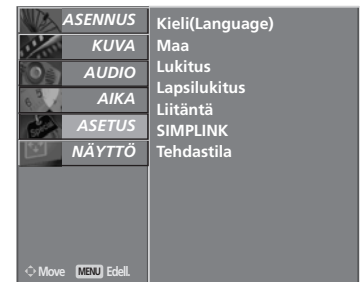 ASENNUS
KUVA
AUDIO
AIKA
ASETUS
NÄYTTÖ
Kieli(Language)
Maa
Lukitus
Lapsilukitus
Liitäntä
SIMPLINK
Tehdastila
Move MENU Edell.